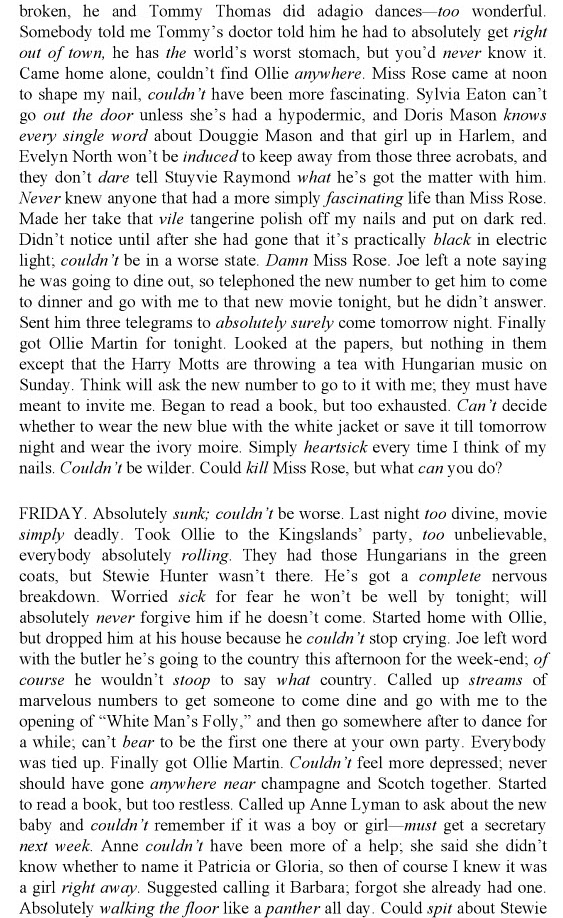 broken, he and Tommy Thomas did adagio dances—too wonderful.
Somebody told me Tommy’s doctor told him he had to absolutely get right
out of town, he has the world’s worst stomach, but you’d never know it.
Came home alone, couldn’t find Ollie anywhere. Miss Rose came at noon
to shape my nail, couldn’t have been more fascinating. Sylvia Eaton can’t
go out the door unless she’s had a hypodermic, and Doris Mason knows
every single word about Douggie Mason and that girl up in Harlem, and
Evelyn North won’t be induced to keep away from those three acrobats, and
they don’t dare tell Stuyvie Raymond what he’s got the matter with him.
Never knew anyone that had a more simply fascinating life than Miss Rose.
Made her take that vile tangerine polish off my nails and put on dark red.
Didn’t notice until after she had gone that it’s practically black in electric
light; couldn’t be in a worse state. Damn Miss Rose. Joe left a note saying
he was going to dine out, so telephoned the new number to get him to come
to dinner and go with me to that new movie tonight, but he didn’t answer.
Sent him three telegrams to absolutely surely come tomorrow night. Finally
got Ollie Martin for tonight. Looked at the papers, but nothing in them
except that the Harry Motts are throwing a tea with Hungarian music on
Sunday. Think will ask the new number to go to it with me; they must have
meant to invite me. Began to read a book, but too exhausted. Can’t decide
whether to wear the new blue with the white jacket or save it till tomorrow
night and wear the ivory moire. Simply heartsick every time I think of my
nails. Couldn’t be wilder. Could kill Miss Rose, but what can you do?
FRIDAY. Absolutely sunk; couldn’t be worse. Last night too divine, movie
simply deadly. Took Ollie to the Kingslands’ party, too unbelievable,
everybody absolutely rolling. They had those Hungarians in the green
coats, but Stewie Hunter wasn’t there. He’s got a complete nervous
breakdown. Worried sick for fear he won’t be well by tonight; will
absolutely never forgive him if he doesn’t come. Started home with Ollie,
but dropped him at his house because he couldn’t stop crying. Joe left word
with the butler he’s going to the country this afternoon for the week-end; of
course he wouldn’t stoop to say what country. Called up streams of
marvelous numbers to get someone to come dine and go with me to the
opening of “White Man’s Folly,” and then go somewhere after to dance for
a while; can’t bear to be the first one there at your own party. Everybody
was tied up. Finally got Ollie Martin. Couldn’t feel more depressed; never
should have gone anywhere near champagne and Scotch together. Started
to read a book, but too restless. Called up Anne Lyman to ask about the new
baby and couldn’t remember if it was a boy or girl—must get a secretary
next week. Anne couldn’t have been more of a help; she said she didn’t
know whether to name it Patricia or Gloria, so then of course I knew it was
a girl right away. Suggested calling it Barbara; forgot she already had one.
Absolutely walking the floor like a panther all day. Could spit about Stewie